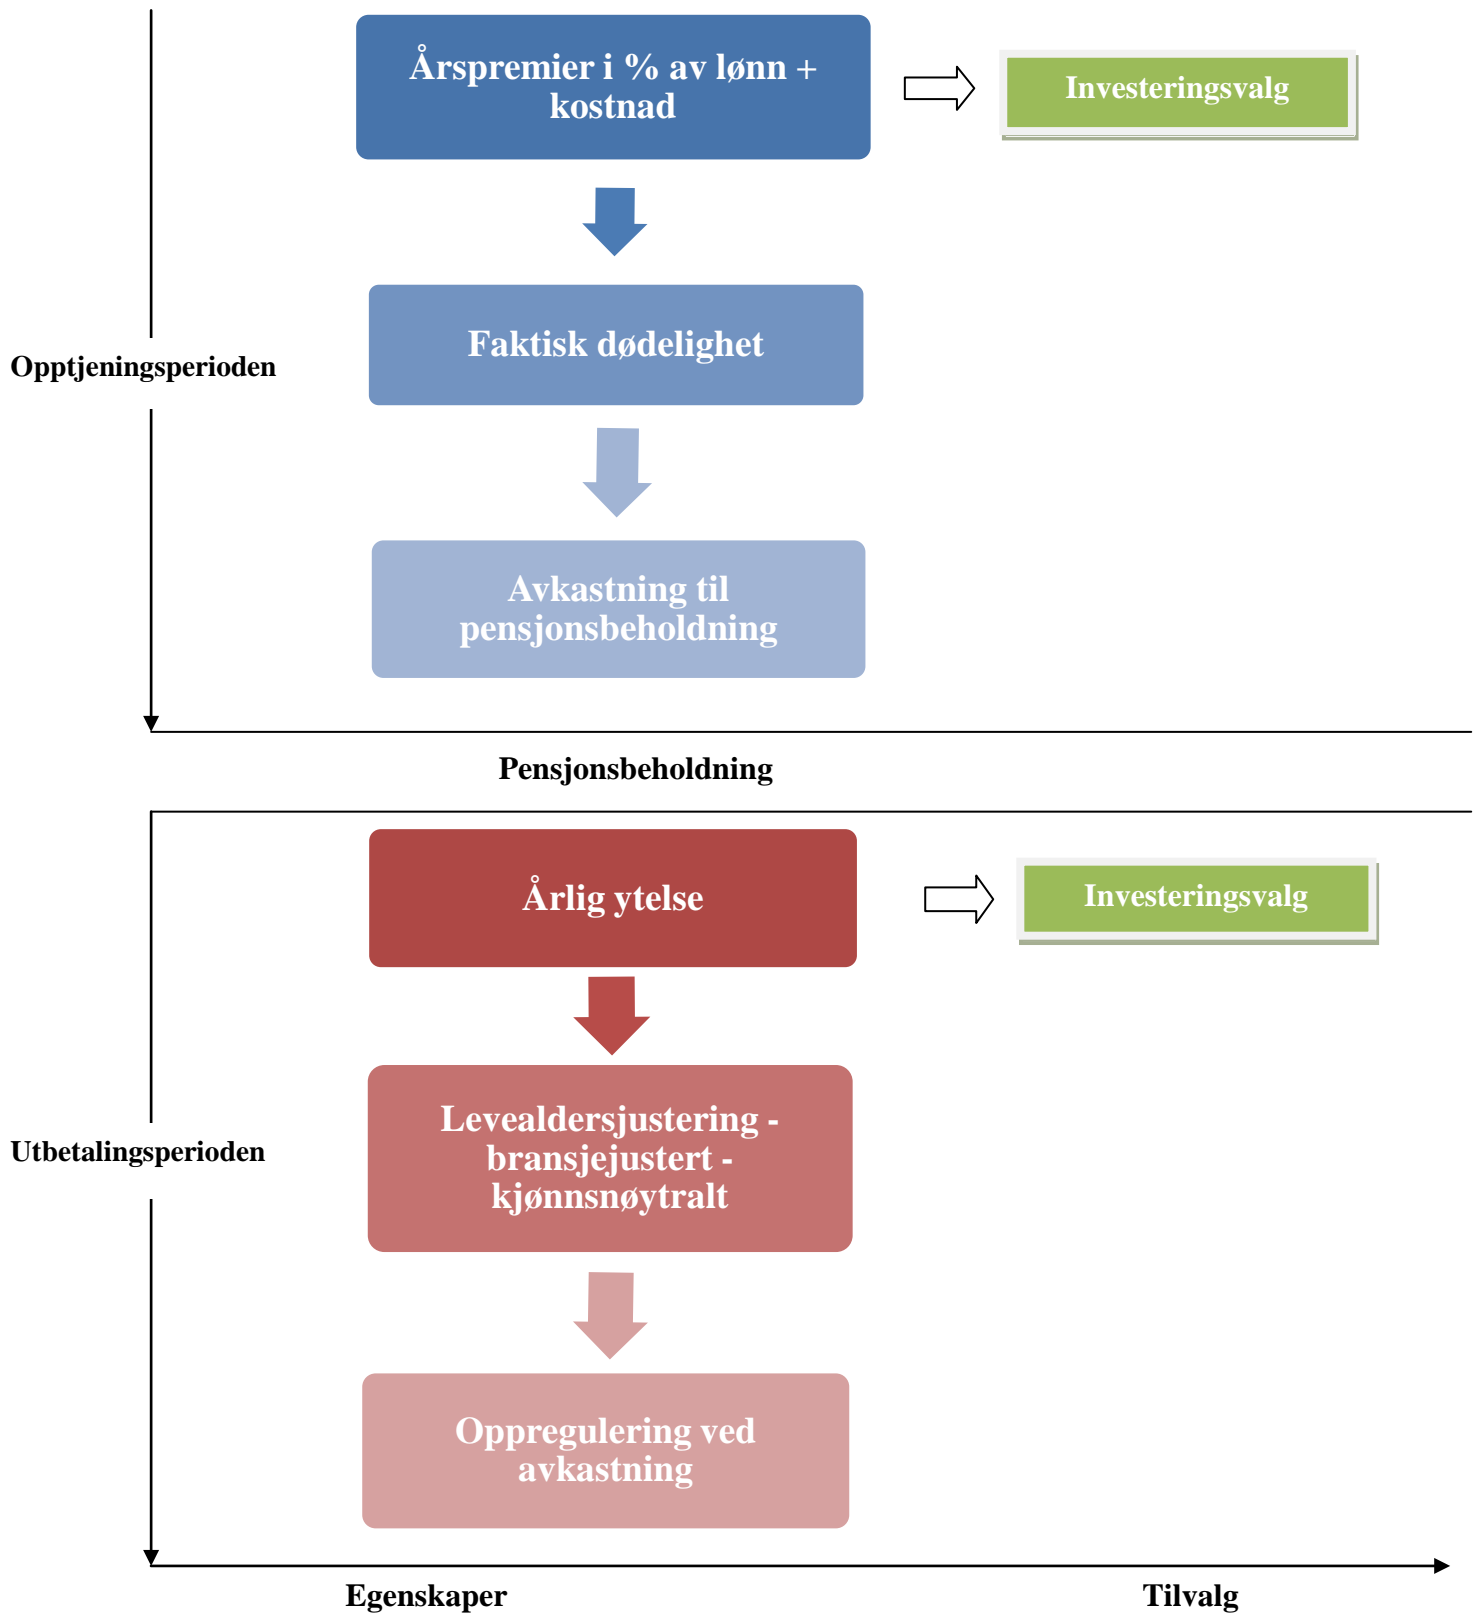 Årspremier i % av lønn +
kostnad
Investeringsvalg
Faktisk dødelighet
Opptjeningsperioden
Avkastning til
pensjonsbeholdning
Pensjonsbeholdning
Årlig ytelse
Investeringsvalg
Levealdersjustering -
bransjejustert -
kjønnsnøytralt
Utbetalingsperioden
Oppregulering ved
avkastning
Egenskaper
Tilvalg